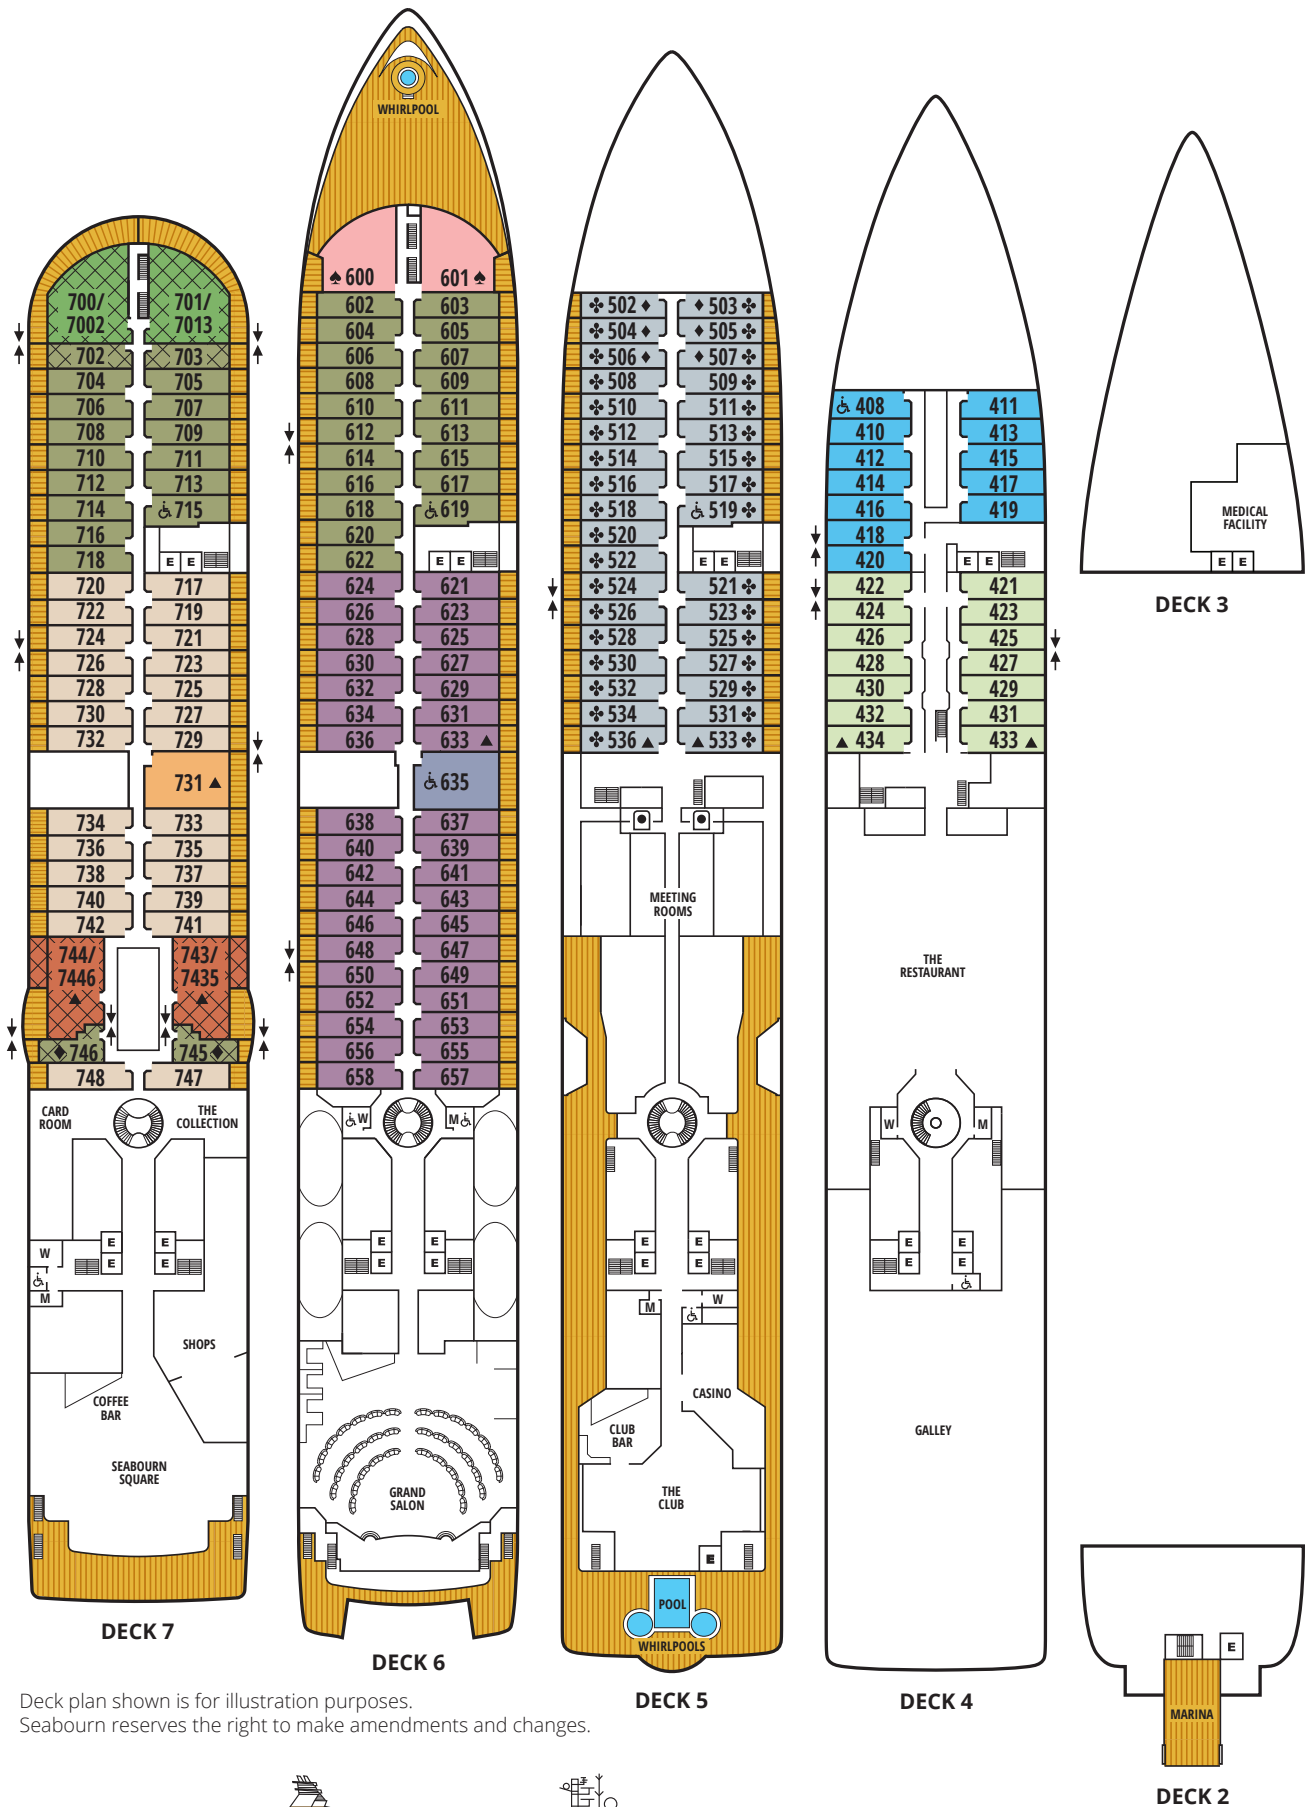 WHIRLPOOL
700/
7002
701/
7013
702 703
704 705
706 707
708 709
710 711
712 713
714 715
716
718
E E
720 717
722 719
724 721
726 723
728 725
730 727
732 729
731
734 733
736 735
738 737
740 739
742 741
744/
7446
743/
7435
746 745
748 747
CARD
ROOM
THE
COLLECTION
E E
W
E E
M
SHOPS
COFFEE
BAR
SEABOURN
SQUARE
DECK 7
600 601
602 603
604 605
606 607
608 609
610 611
612 613
614 615
616 617
618 619
620
622
E E
624 621
626 623
628 625
630 627
632 629
634 631
636 633
635
638 637
640 639
642 641
644 643
646 645
648 647
650 649
652 651
654 653
656 655
658 657
W M
E E
E E
GRAND
SALON
DECK 6
502 503
504 505
506 507
508 509
510 511
512 513
514 515
516 517
518 519
520
522
E E
524 521
526 523
528 525
530 527
532 529
534 531
536 533
MEETING
ROOMS
E E
E E
M W
CASINO
CLUB
BAR
THE
CLUB
E
POOL
WHIRLPOOLS
DECK 5
408 411
410 413
412 415
414 417
416 419
418
420
E E
422 421
424 423
426 425
428 427
430 429
432 431
434 433
THE
RESTAURANT
W M
E E
E E
GALLEY
DECK 4
MEDICAL
FACILITY
E E
DECK 3
E
MARINA
DECK 2
Deck plan shown is for illustration purposes.
Seabourn reserves the right to make amendments and changes.